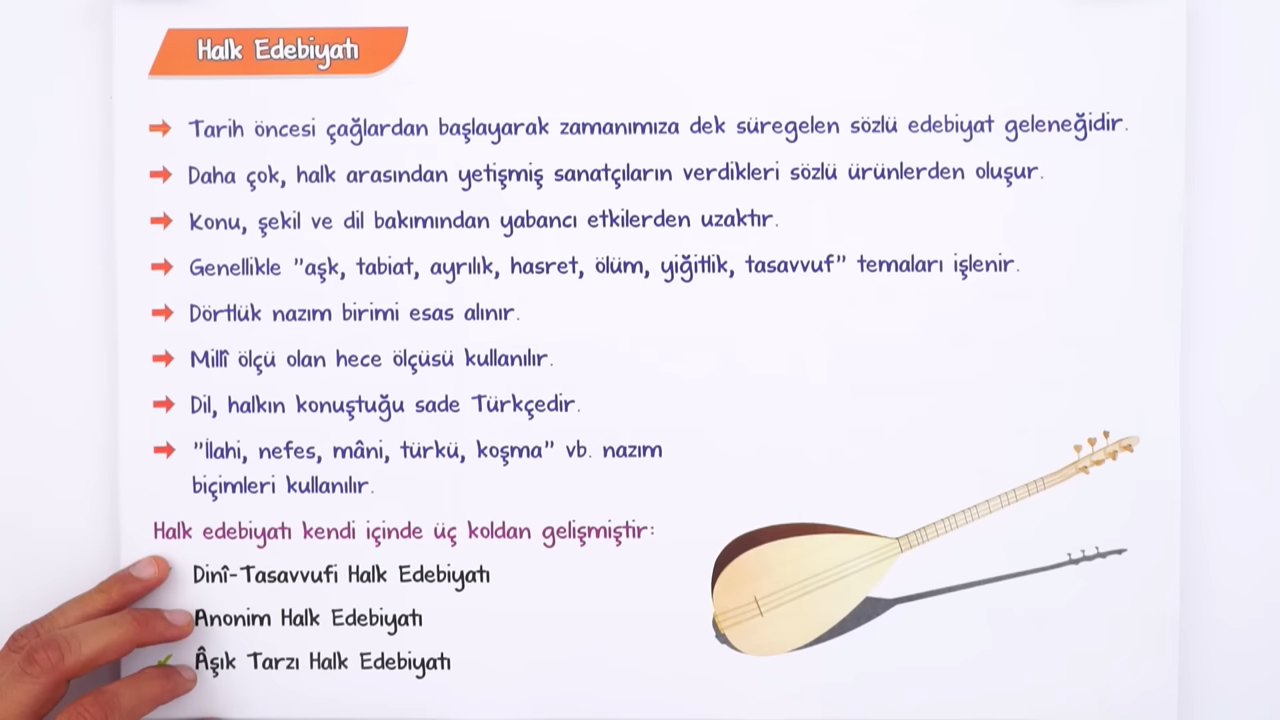 Halk Edebiyatı
Tarih öncesi çağlardan başlayarak zamanımıza dek süregelen sözlü edebiyat geleneğidir.
Daha çok, halk arasından yetişmiş sanatçıların verdikleri sözlü ürünlerden oluşur.
Konu, şekil ve dil bakımından yabancı etkilerden uzaktır.
Genellikle "aşk, tabiat, ayrılık, hasret, ölüm, yiğitlik, tasavvuf" temaları işlenir.
Dörtlük nazım birimi esas alınır.
Millî ölçü olan hece ölçüsü kullanılır.
Dil, halkın konuştuğu sade Türkçedir.
"İlahi, nefes, mâni, türkü, koşma" vb. nazım
biçimleri kullanılır.
Halk edebiyatı kendi içinde üç koldan gelişmiştir:
Dinî-Tasavvufi Halk Edebiyatı
Anonim Halk Edebiyatı
Âşık Tarzı Halk Edebiyatı